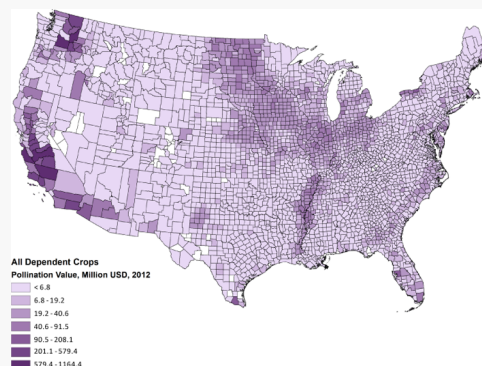 All Dependent Crops
Pollination Value, Million USD, 2012
< 6.8
6.8 - 19.2
19.2 - 40.6
40.6 - 91.5
90.5 - 208.1
201.1 - 579.4
579.4 - 1164.4